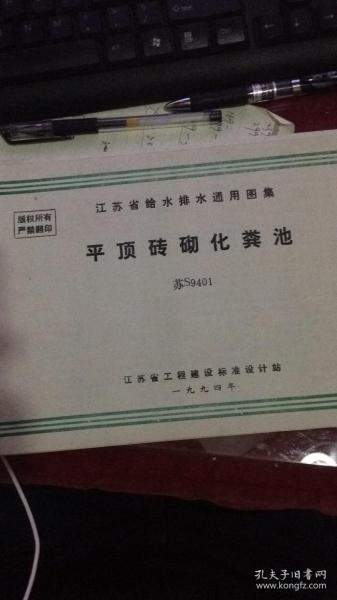 江苏省给水排水通用图集
版权所有
严禁翻印
平顶砖砌化粪池
苏S9401
江苏省工程建设标准设计站
一九九四年
孔夫子旧书网
www.kongfz.com